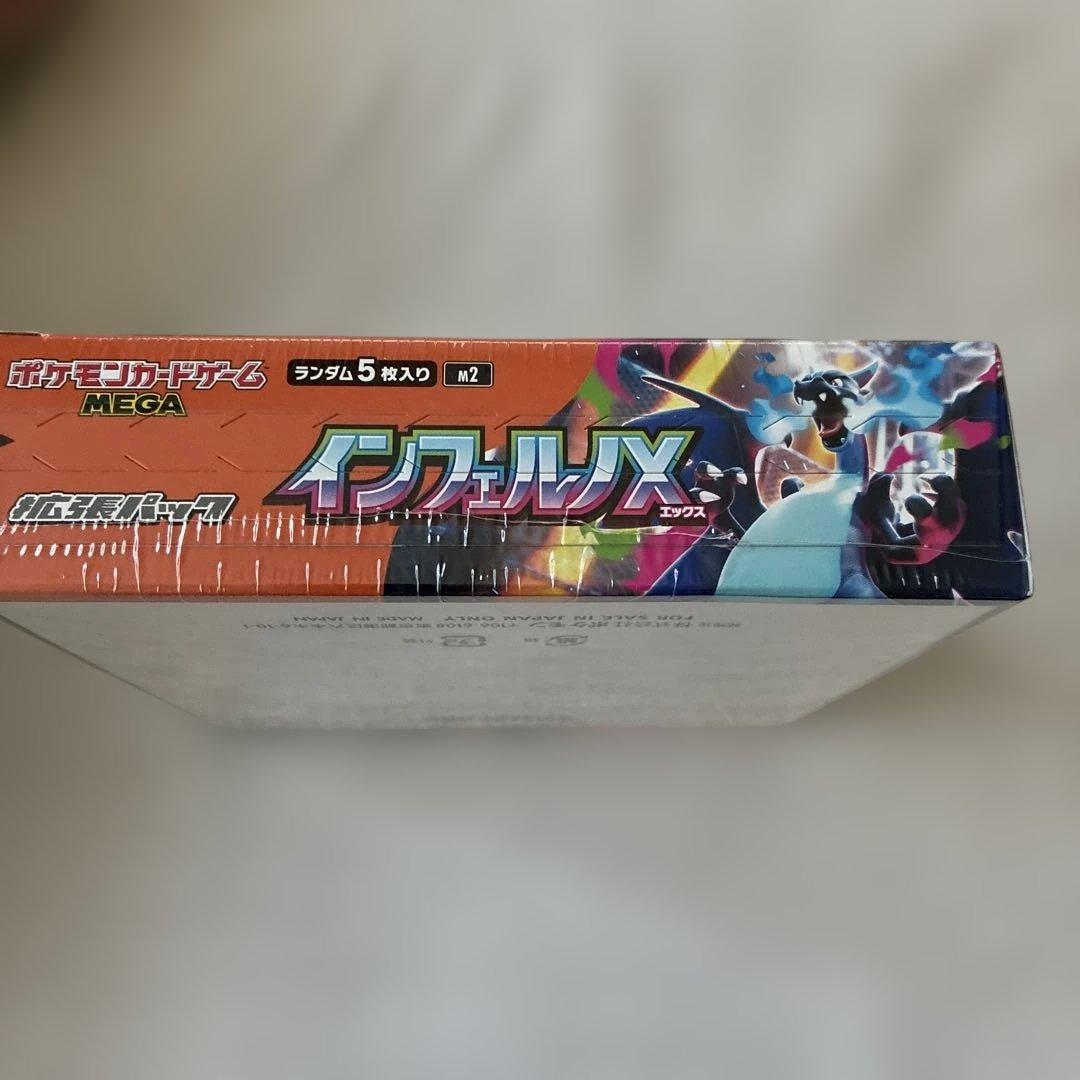 ポケモンカードゲーム
MEGA
ランダム5枚入り
M2
拡張パック
インフェルノX
エックス
FOR SALE IN JAPAN ONLY MADE IN JAPAN